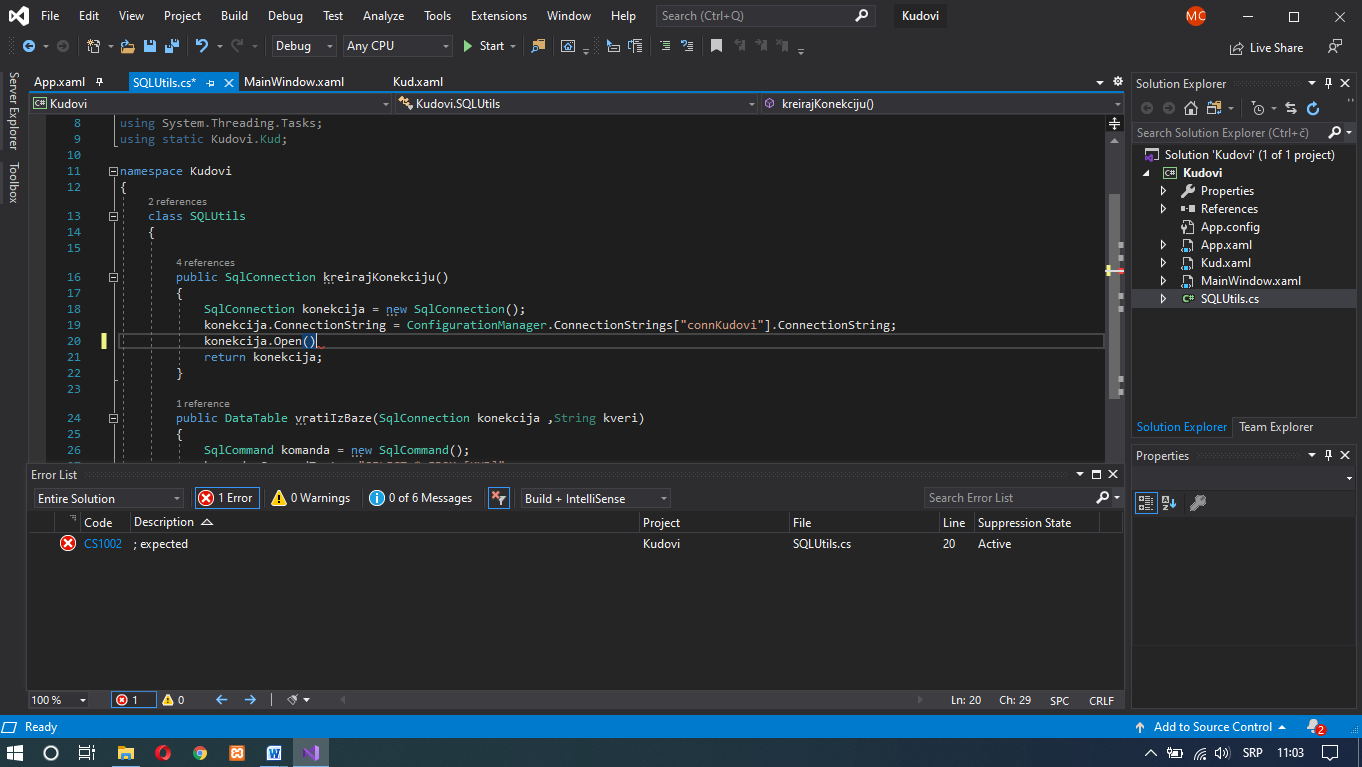 File Edit View Project Build Debug Test Analyze Tools Extensions Window Help Search (Ctrl+Q) Kudovi MC
Debug Any CPU Start Live Share
App.xaml SQLUtils.cs* MainWindow.xaml Kud.xaml
Kudovi Kudovi.SQLUtils kreirajKonekciju()
Server Explorer
Toolbox
8 using System.Threading.Tasks;
9 using static Kudovi.Kud;
10
11 namespace Kudovi
12 {
2 references
13 class SQLUtils
14 {
15
4 references
16 public SqlConnection kreirajKonekciju()
17 {
18 SqlConnection konekcija = new SqlConnection();
19 konekcija.ConnectionString = ConfigurationManager.ConnectionStrings["connKudovi"].ConnectionString;
20 konekcija.Open()
21 return konekcija;
22 }
23
1 reference
24 public DataTable vratiIzBaze(SqlConnection konekcija ,String kveri)
25 {
26 SqlCommand komanda = new SqlCommand();
Error List
Entire Solution 1 Error 0 Warnings 0 of 6 Messages Build + IntelliSense Search Error List
Code Description Project File Line Suppression State
CS1002 ; expected Kudovi SQLUtils.cs 20 Active
100 % 1 0 Ln: 20 Ch: 29 SPC CRLF
Solution Explorer
Search Solution Explorer (Ctrl+č)
Solution 'Kudovi' (1 of 1 project)
Kudovi
Properties
References
App.config
App.xaml
Kud.xaml
MainWindow.xaml
SQLUtils.cs
Solution Explorer Team Explorer
Properties
Ready Add to Source Control 2
SRP 11:03